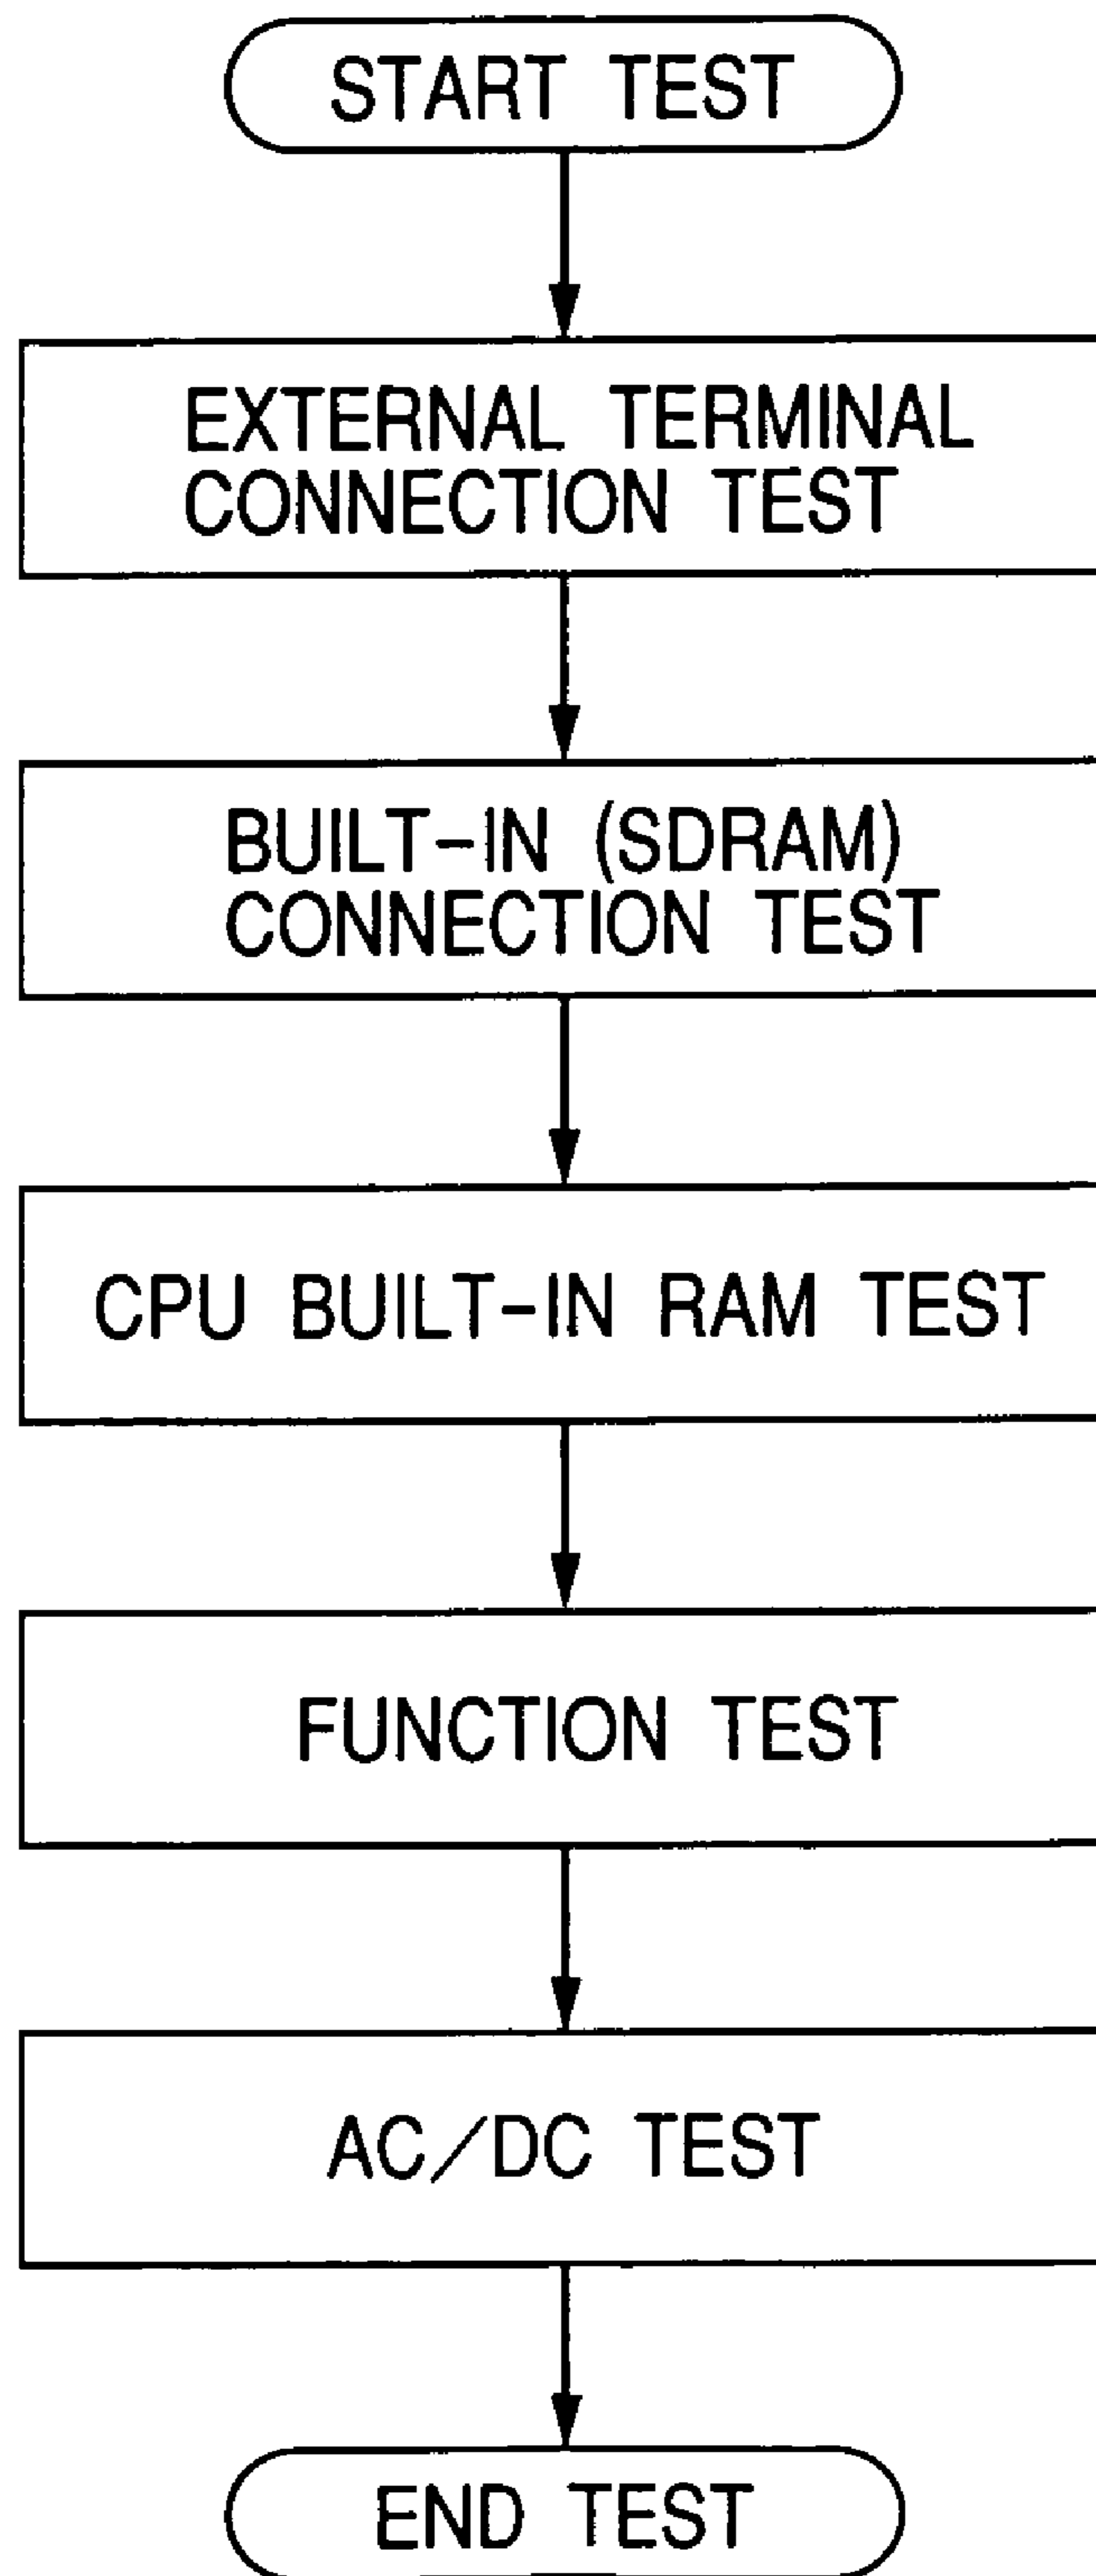 START TEST
EXTERNAL TERMINAL
CONNECTION TEST
BUILT-IN (SDRAM)
CONNECTION TEST
CPU BUILT-IN RAM TEST
FUNCTION TEST
AC/DC TEST
END TEST